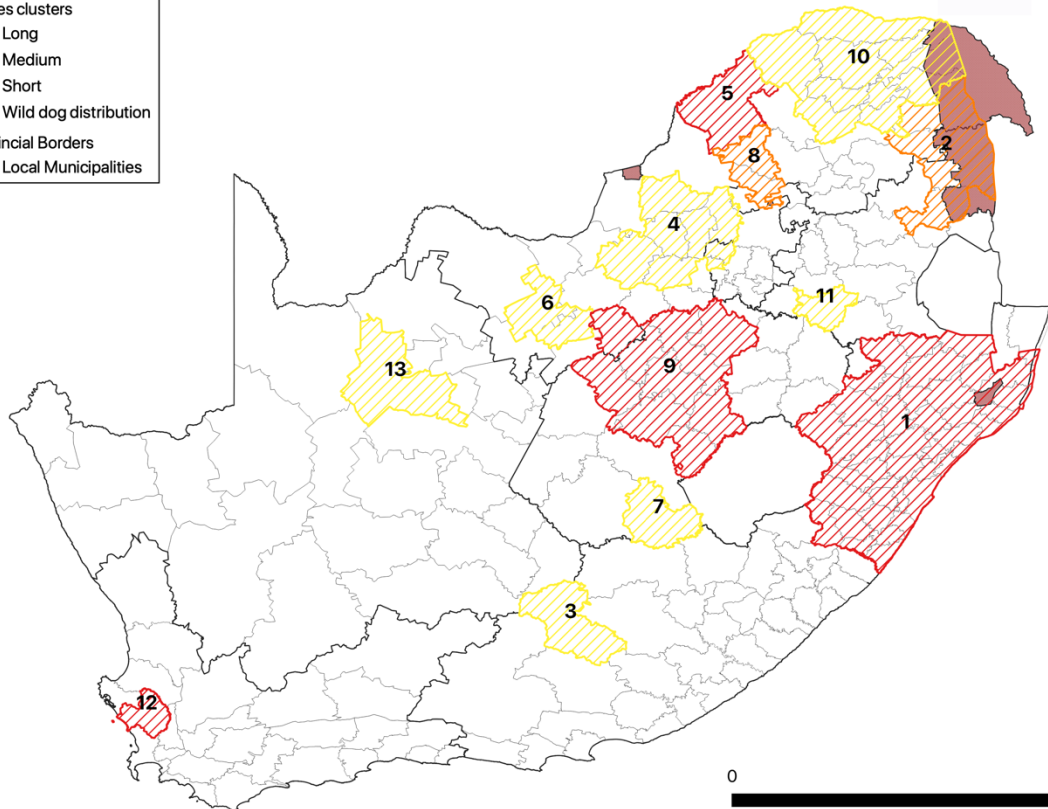 es clusters
Long
Medium
Short
Wild dog distribution
incial Borders
Local Municipalities
10
5
2
8
4
6
11
13
9
1
7
3
12
0